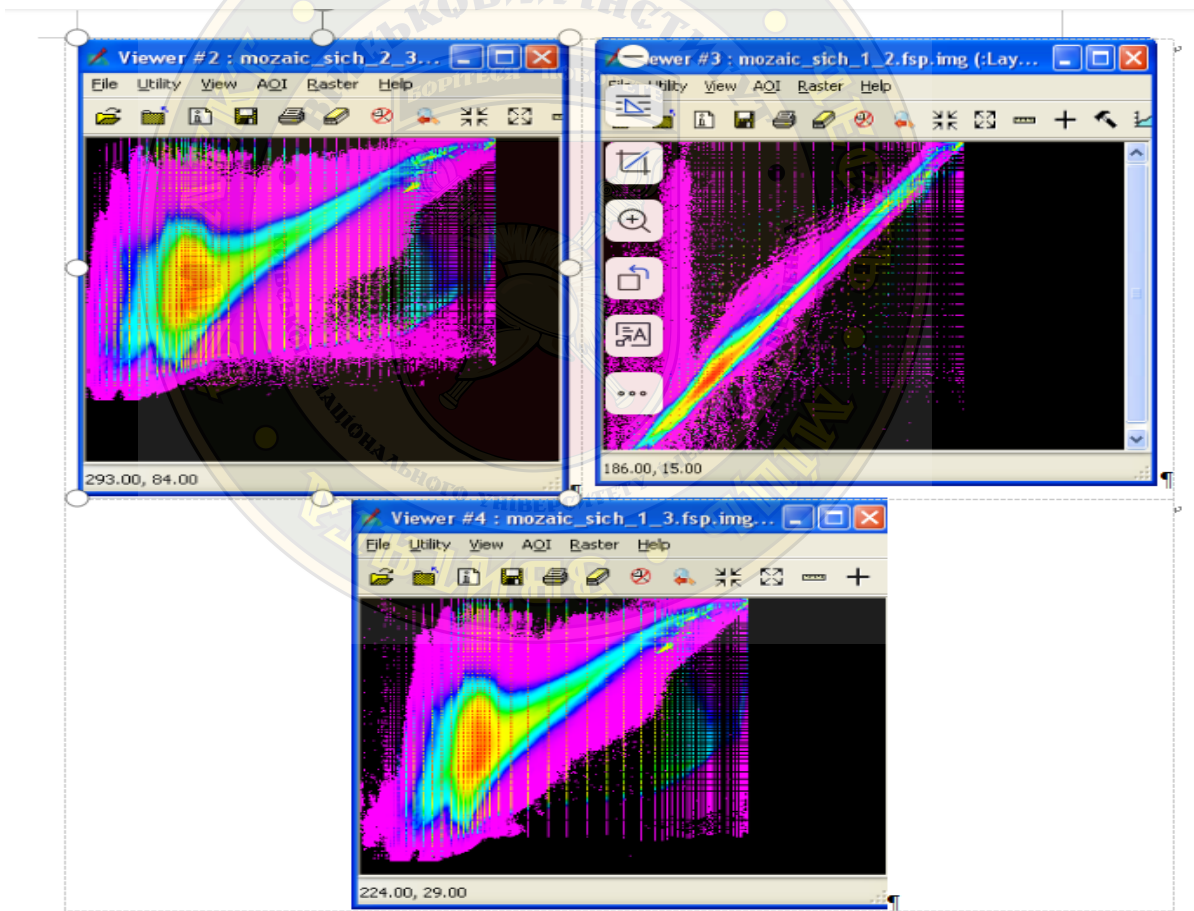 Viewer #2 : mozaic_sich_2_3...
File Utility View AOI Raster Help
293.00, 84.00
ewer #3 : mozaic_sich_1_2.fsp.img (:Lay...
File Utility View AOI Raster Help
186.00, 15.00
Viewer #4 : mozaic_sich_1_3.fsp.img...
File Utility View AOI Raster Help
224.00, 29.00